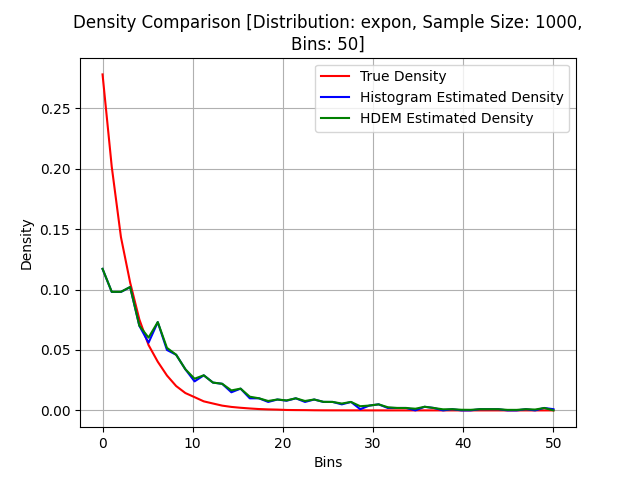 Density Comparison [Distribution: expon, Sample Size: 1000,
Bins: 50]
True Density
Histogram Estimated Density
HDEM Estimated Density
Density
0.25
0.20
0.15
0.10
0.05
0.00
0 10 20 30 40 50
Bins